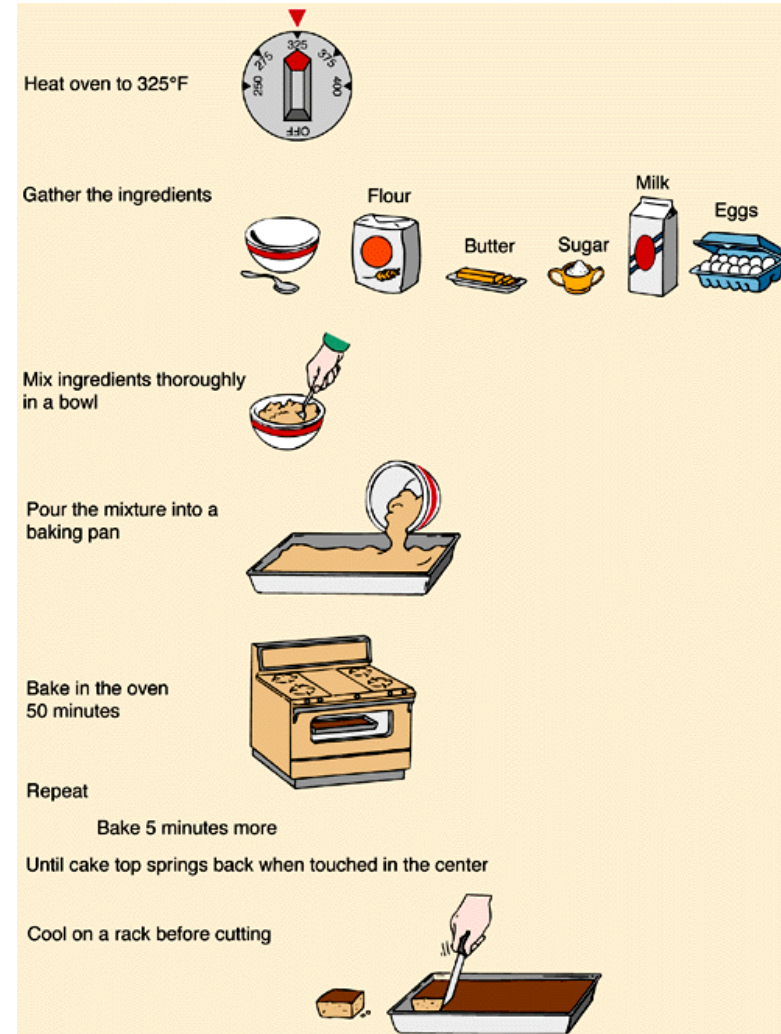 325
275
375
250
400
OFF
Heat oven to 325°F
Gather the ingredients
Flour
Butter
Sugar
Milk
Eggs
Mix ingredients thoroughly
in a bowl
Pour the mixture into a
baking pan
Bake in the oven
50 minutes
Repeat
Bake 5 minutes more
Until cake top springs back when touched in the center
Cool on a rack before cutting